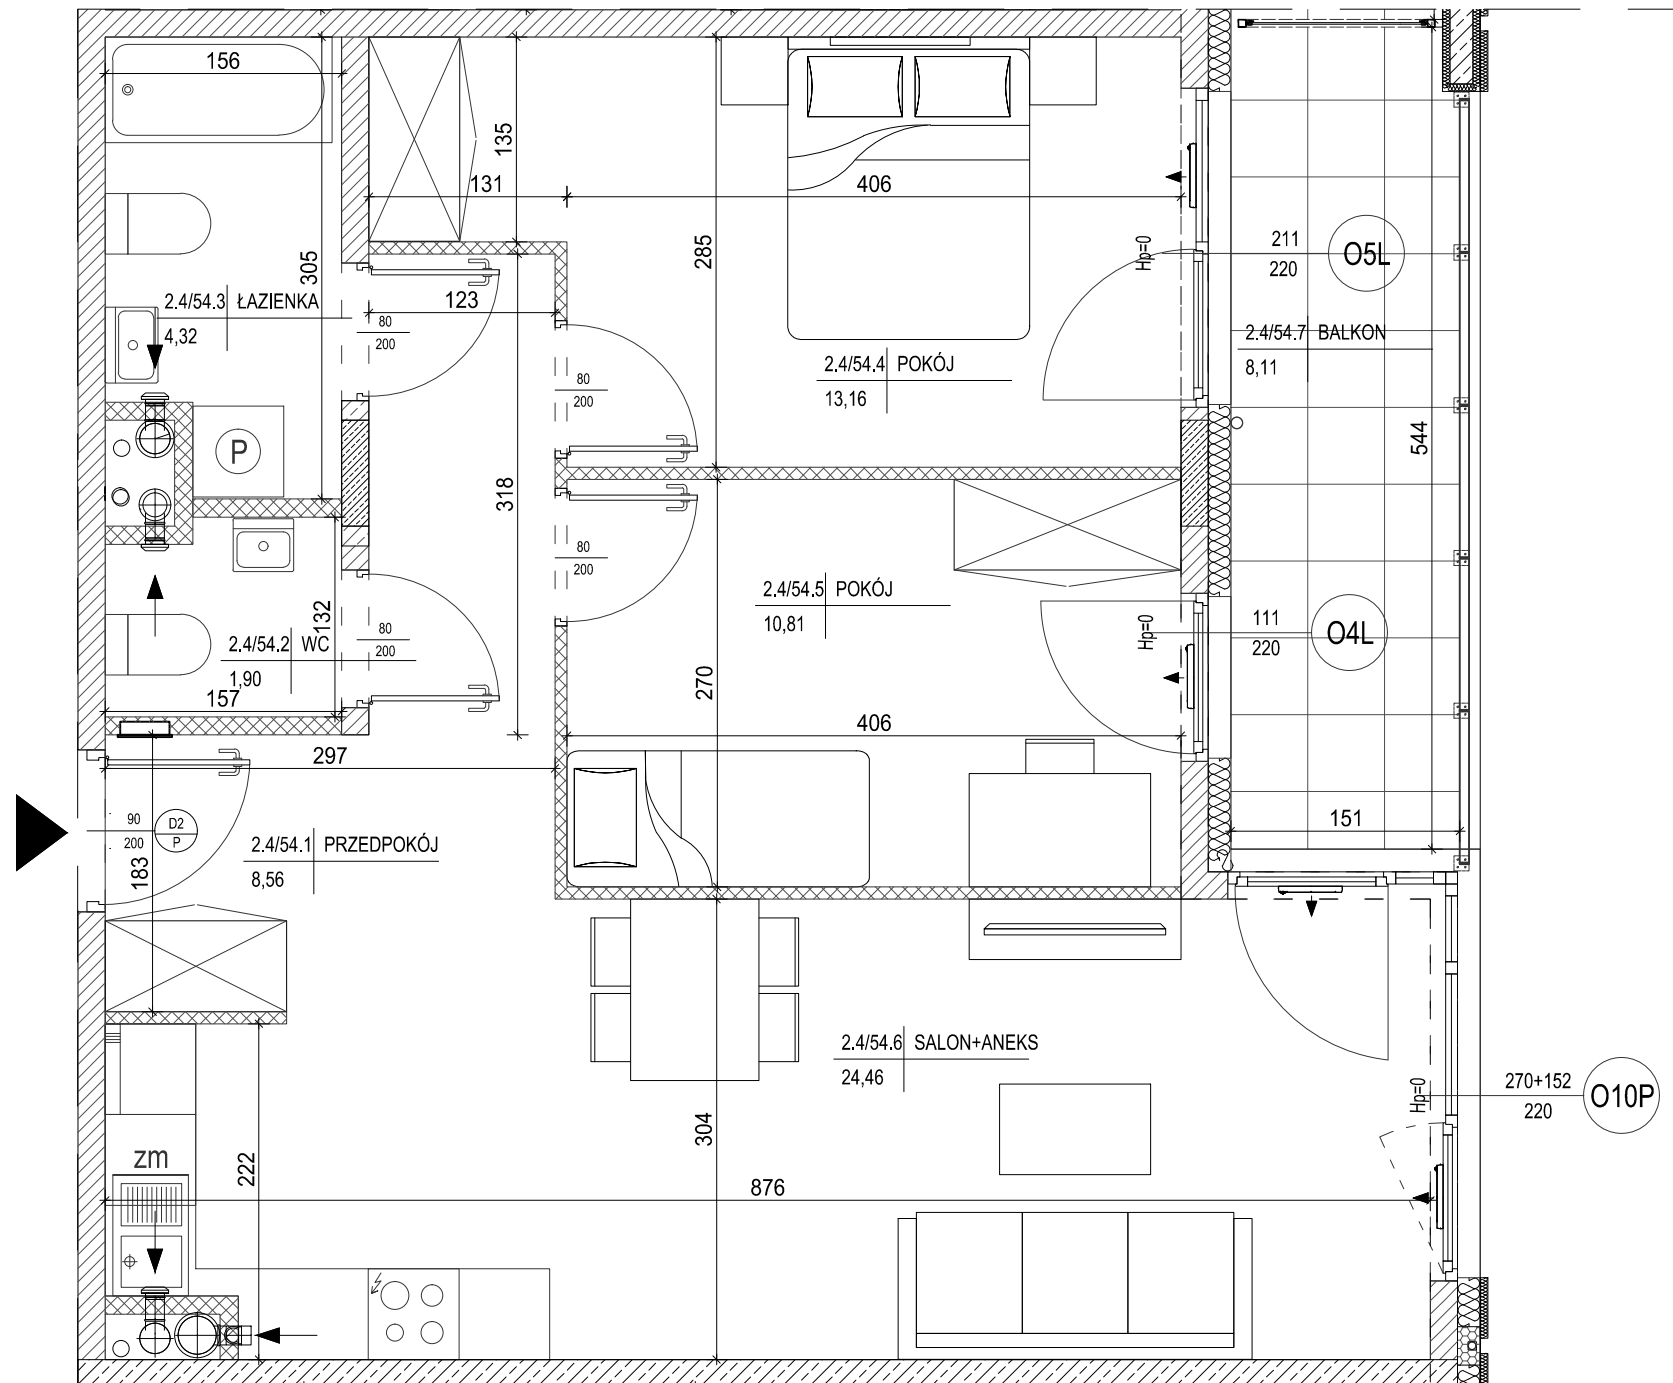 156
135
131
406
285
305
2.4/54.3 ŁAZIENKA
4,32
123
80
200
80
200
2.4/54.4 POKÓJ
13,16
Hp=0
211
220
O5L
2.4/54.7 BALKON
8,11
544
P
318
80
200
2.4/54.5 POKÓJ
10,81
Hp=0
111
220
O4L
132
2.4/54.2 WC
1,90
80
200
157
270
406
297
151
90
200
D2
P
183
2.4/54.1 PRZEDPOKÓJ
8,56
2.4/54.6 SALON+ANEKS
24,46
304
Hp=0
270+152
220
O10P
zm
222
876